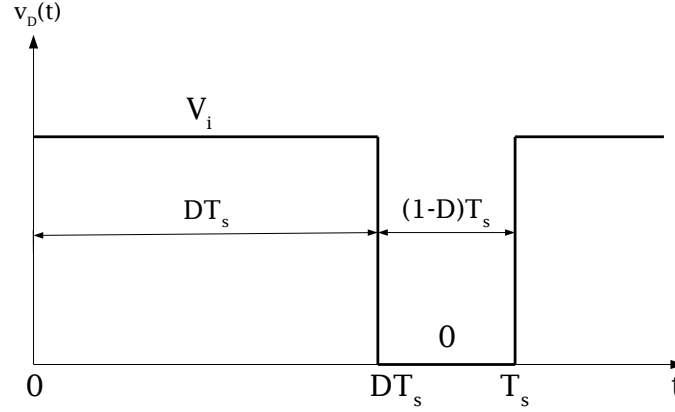 v_D(t)
V_i
DT_s
(1-D)T_s
0
0
DT_s
T_s
t